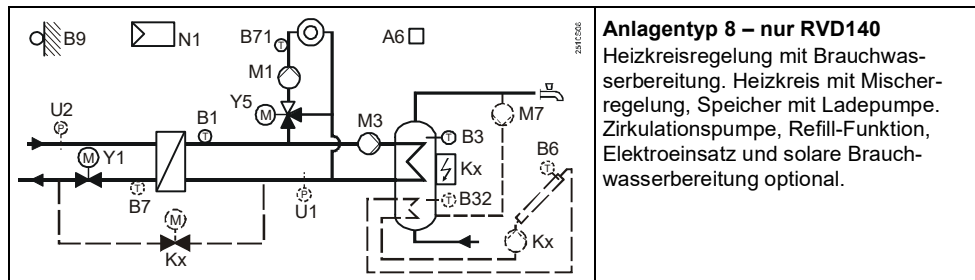 B9
N1
B71
A6
M1
U2
B1
Y5
M
M3
M7
B3
B6
M
Y1
Kx
B7
U1
B32
M
Kx
Kx
T
T
T
T
T
T
P
P
Anlagentyp 8 – nur RVD140
Heizkreisregelung mit Brauchwas-
serbereitung. Heizkreis mit Mischer-
regelung, Speicher mit Ladepumpe.
Zirkulationspumpe, Refill-Funktion,
Elektroeinsatz und solare Brauch-
wasserbereitung optional.